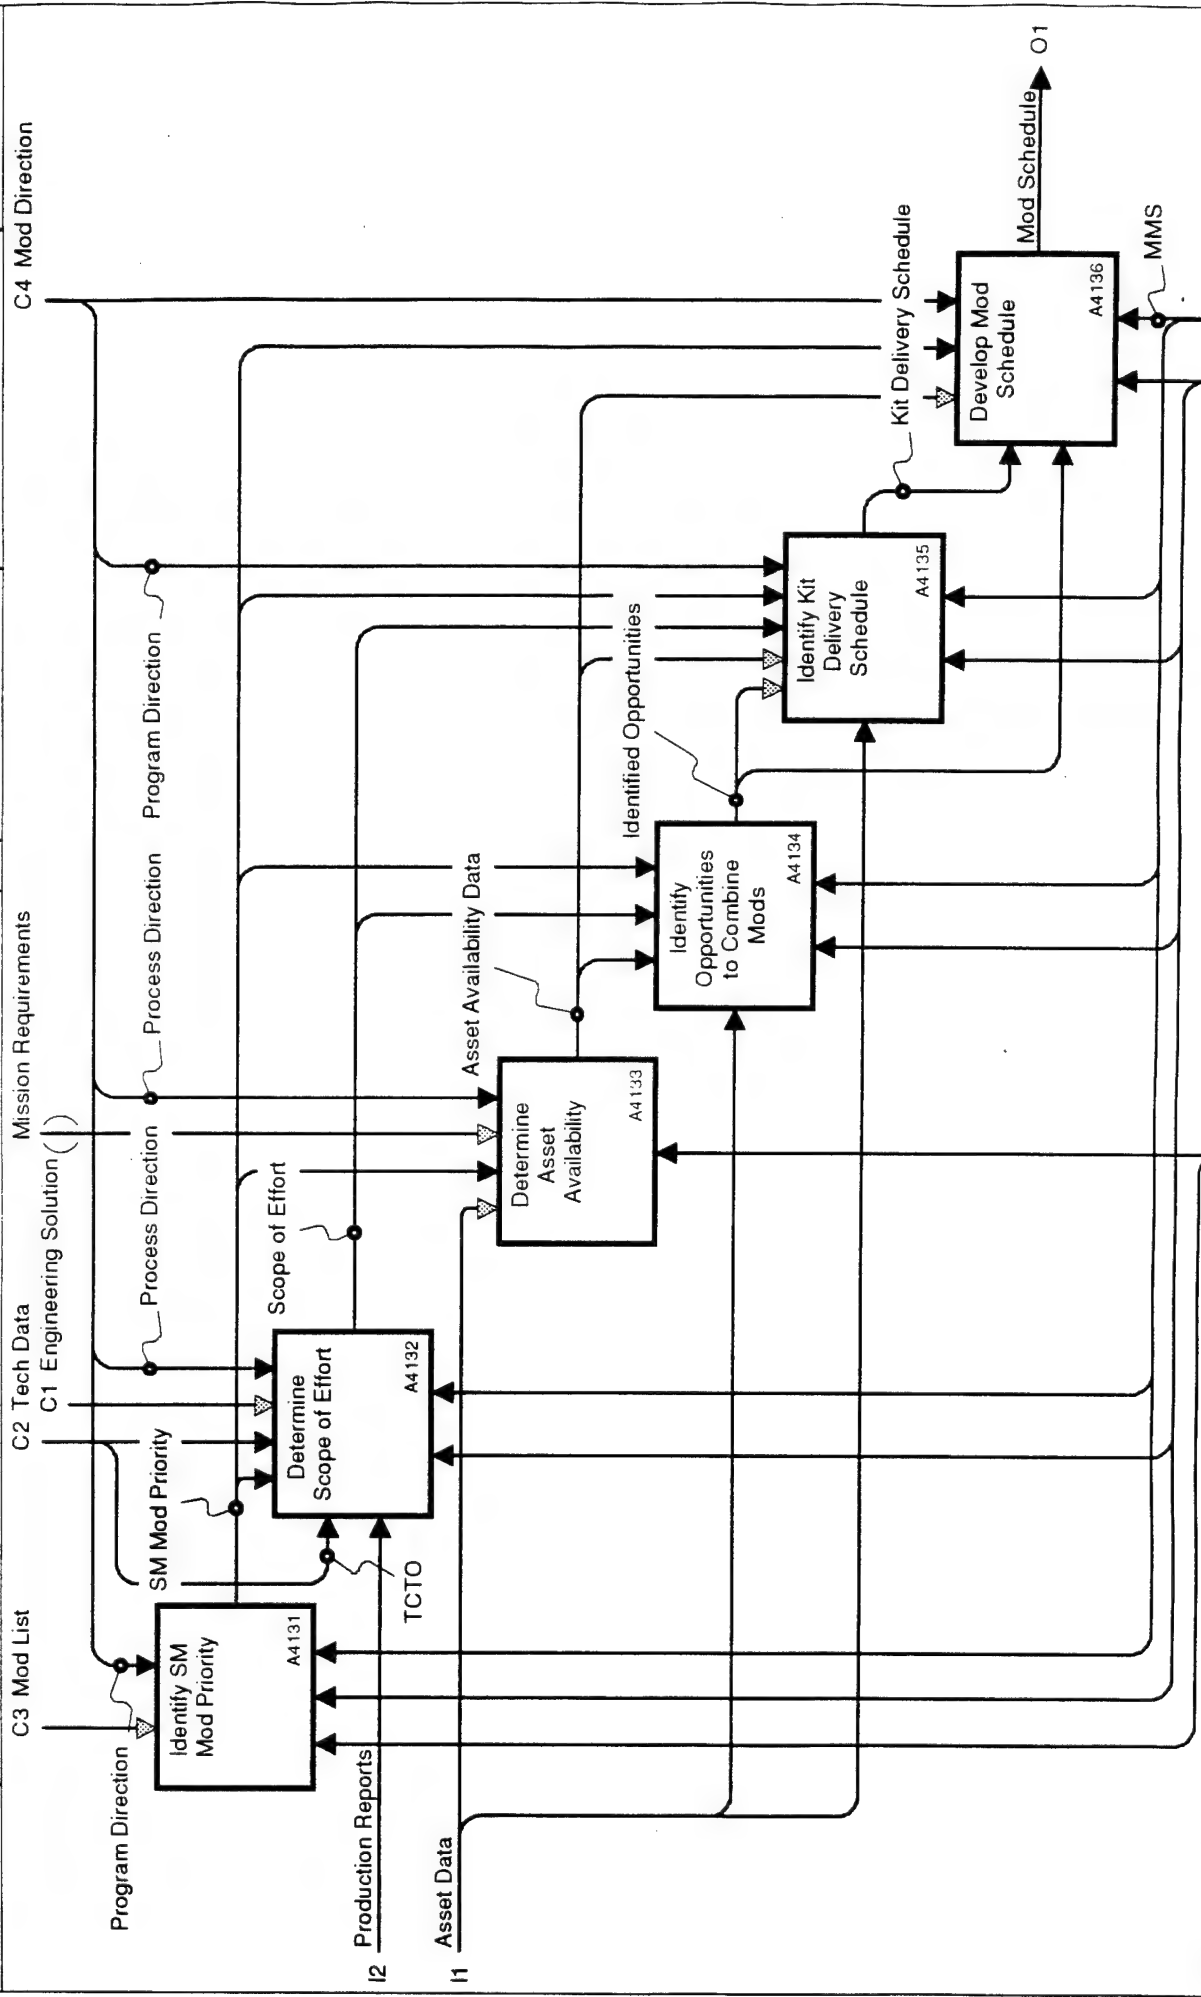 C3 Mod List
C2 Tech Data
C1 Engineering Solution
Mission Requirements
C4 Mod Direction
Program Direction
Process Direction
Process Direction
Program Direction
SM Mod Priority
Identify SM
Mod Priority
A4131
Scope of Effort
Determine
Scope of Effort
A4132
TCTO
I2 Production Reports
I1 Asset Data
Asset Availability Data
Determine
Asset
Availability
A4133
Identified Opportunities
Identify
Opportunities
to Combine
Mods
A4134
Identify Kit
Delivery
Schedule
A4135
Kit Delivery Schedule
Develop Mod
Schedule
A4136
Mod Schedule
O1
MMS